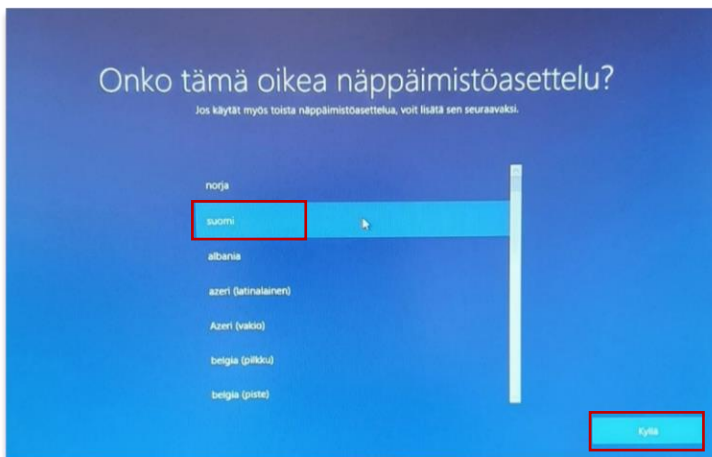 Onko tämä oikea näppäimistöasettelu?
Jos käytät myös toista näppäimistöasettelua, voit lisätä sen seuraavaksi.
norja
suomi
albania
azeri (latinalainen)
Azeri (vakio)
belgia (pilkku)
belgia (piste)
Kyllä